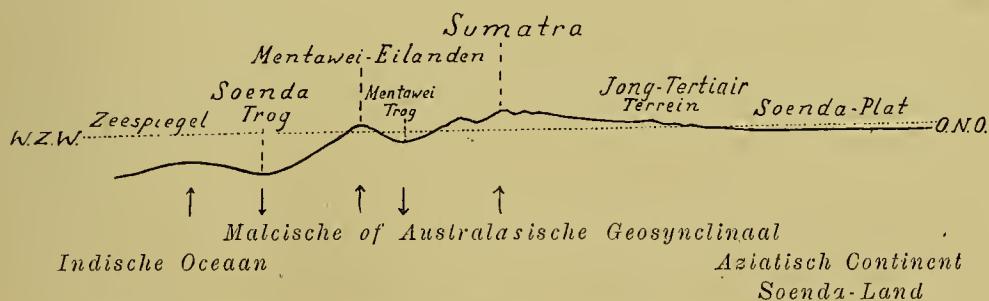 Sumatra
Mentawei-Eilanden
Soenda
Trog
Mentawei
Trog
Jong-Tertiair
Terrein
Zeespiegel
Soenda-Plat
W.Z.W.
O.N.O.
Malcische of Australasische Geosynclinaal
Indische Oceaan
Aziatisch Continent
Soenda-Land